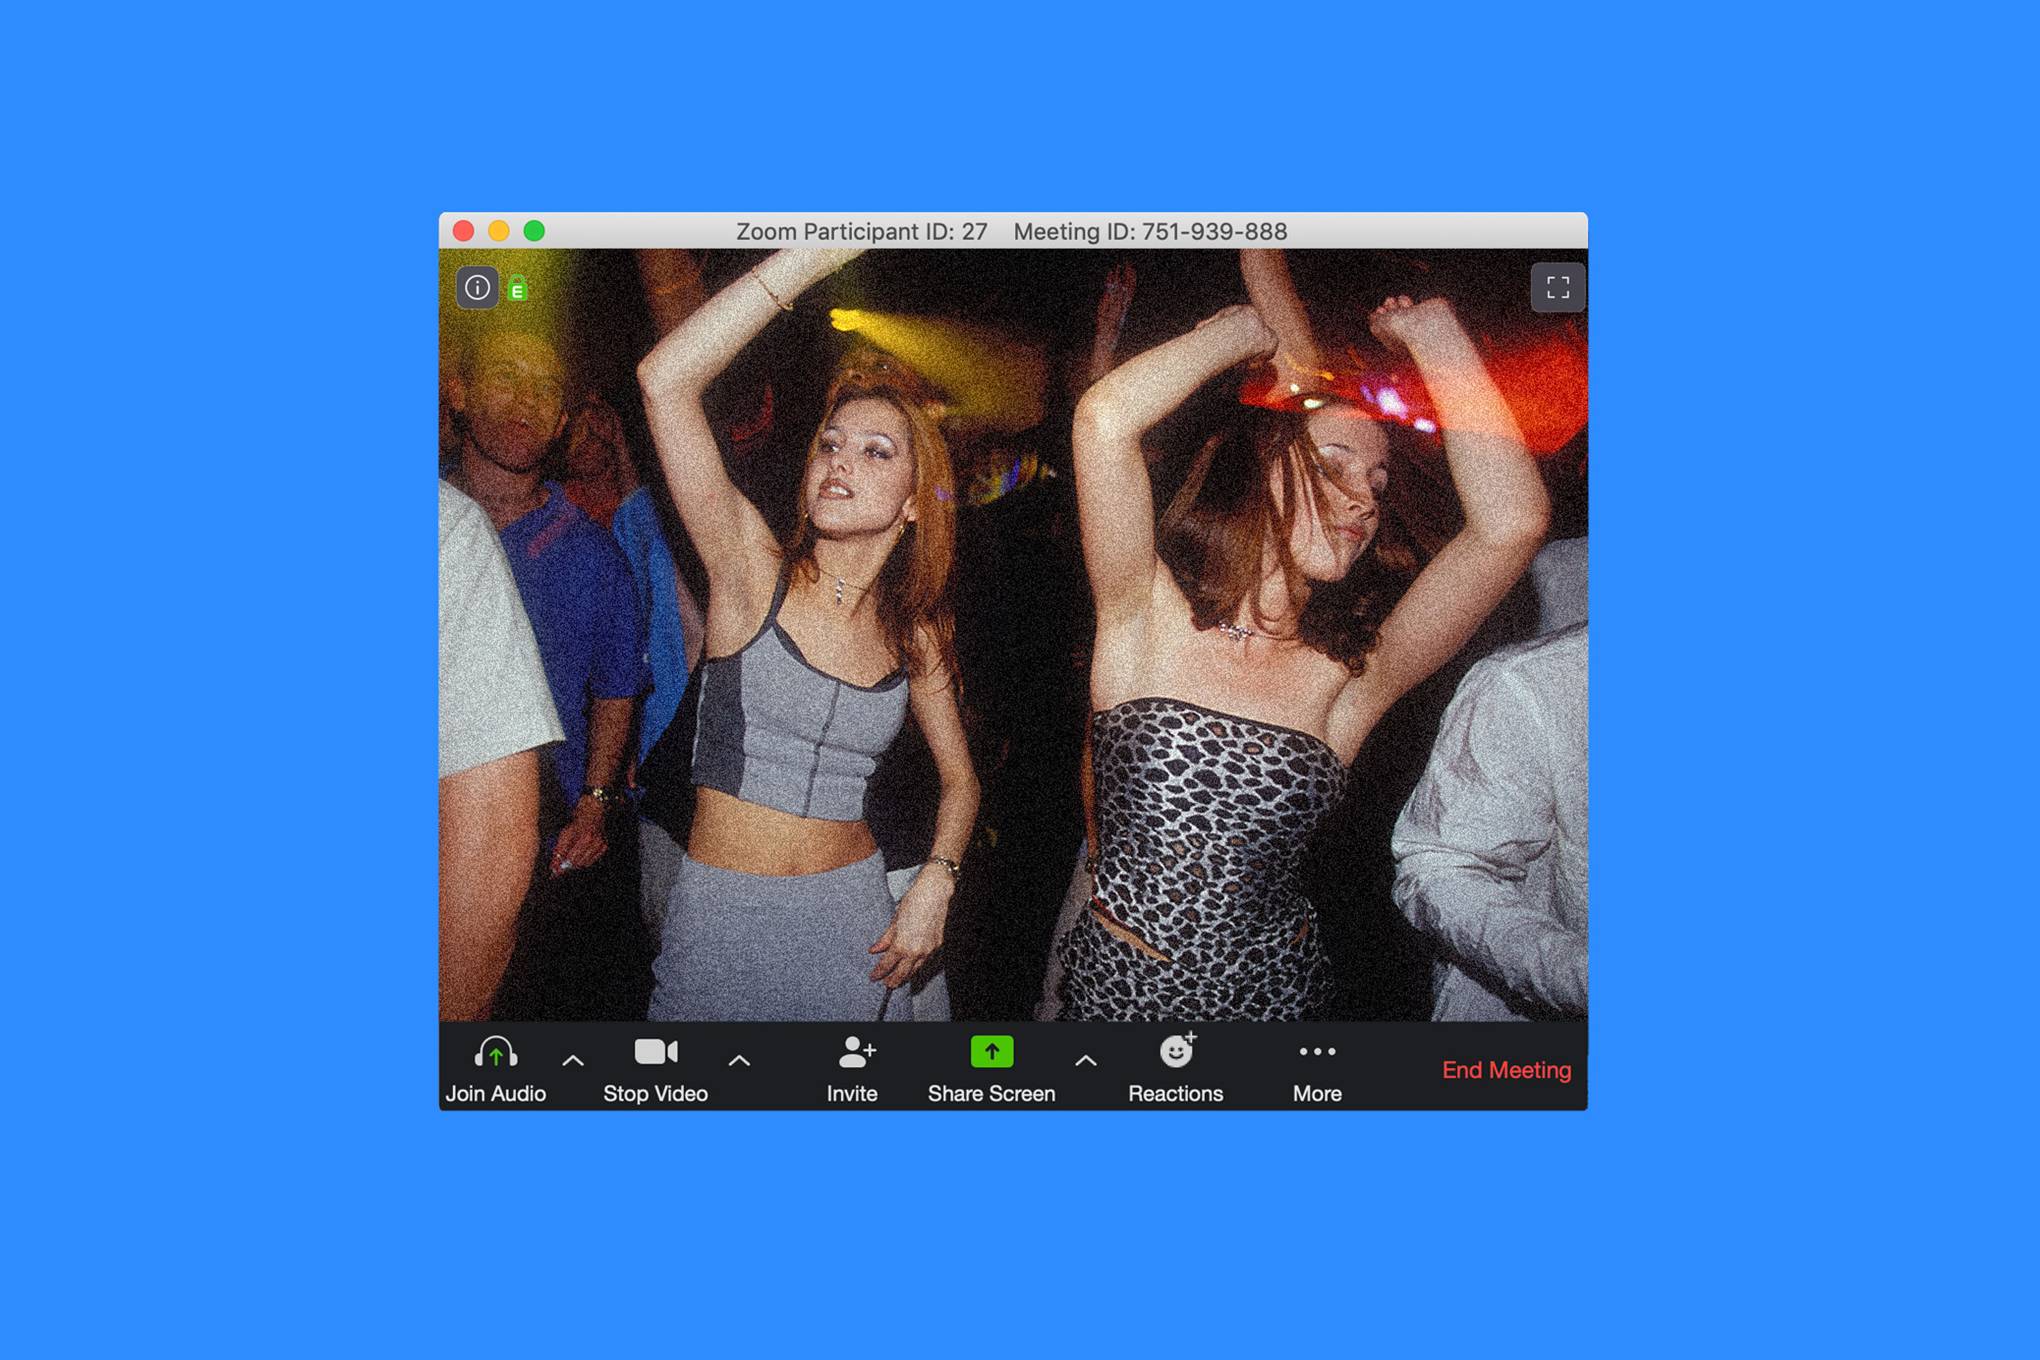 Zoom Participant ID: 27    Meeting ID: 751-939-888
E
Join Audio
Stop Video
Invite
Share Screen
Reactions
More
End Meeting